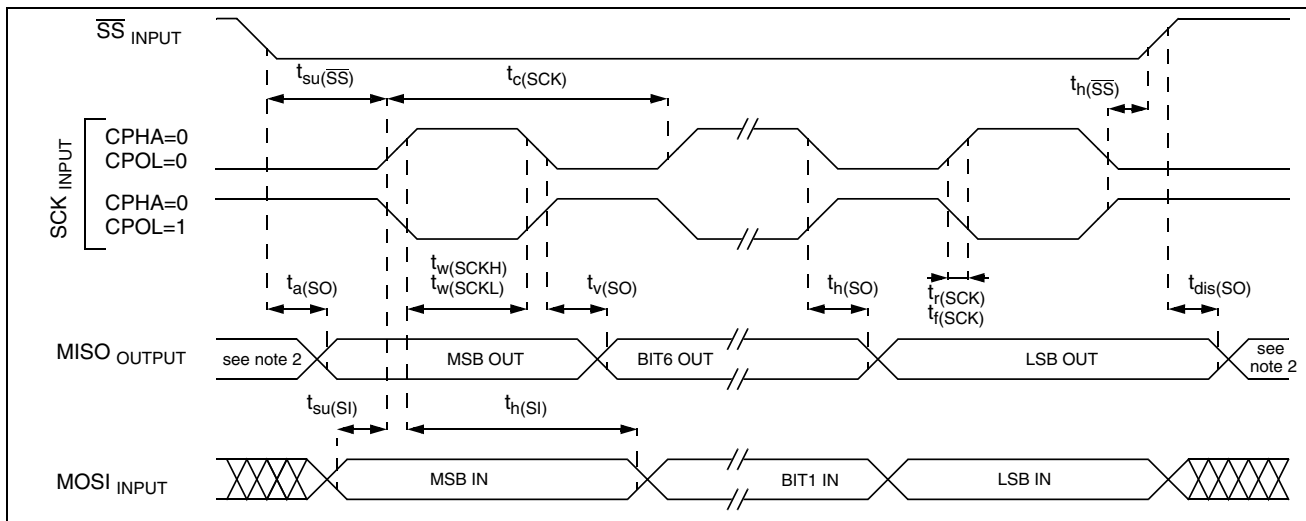 SS INPUT
tsu(SS)
tc(SCK)
th(SS)
SCK INPUT
CPHA=0
CPOL=0
CPHA=0
CPOL=1
ta(SO)
tw(SCKH)
tw(SCKL)
tv(SO)
th(SO)
tr(SCK)
tf(SCK)
tdis(SO)
MISO OUTPUT
see note 2
MSB OUT
BIT6 OUT
LSB OUT
see
note 2
tsu(SI)
th(SI)
MOSI INPUT
MSB IN
BIT1 IN
LSB IN